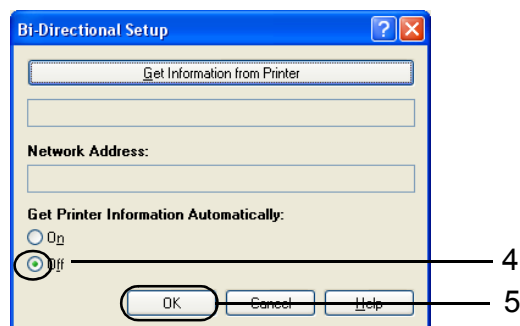 Bi-Directional Setup
Get Information from Printer
Network Address:
Get Printer Information Automatically:
On
Off 4
OK Cancel Help 5